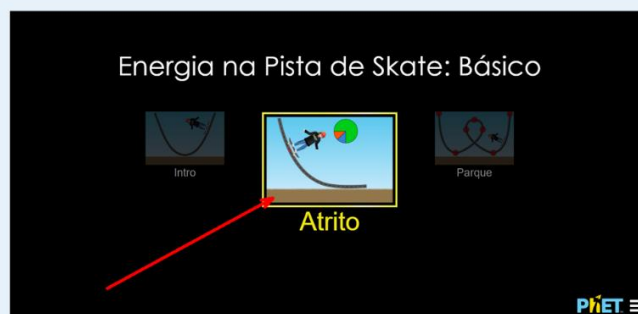 Energia na Pista de Skate: Básico
Intro
Atrito
Parque
PhET